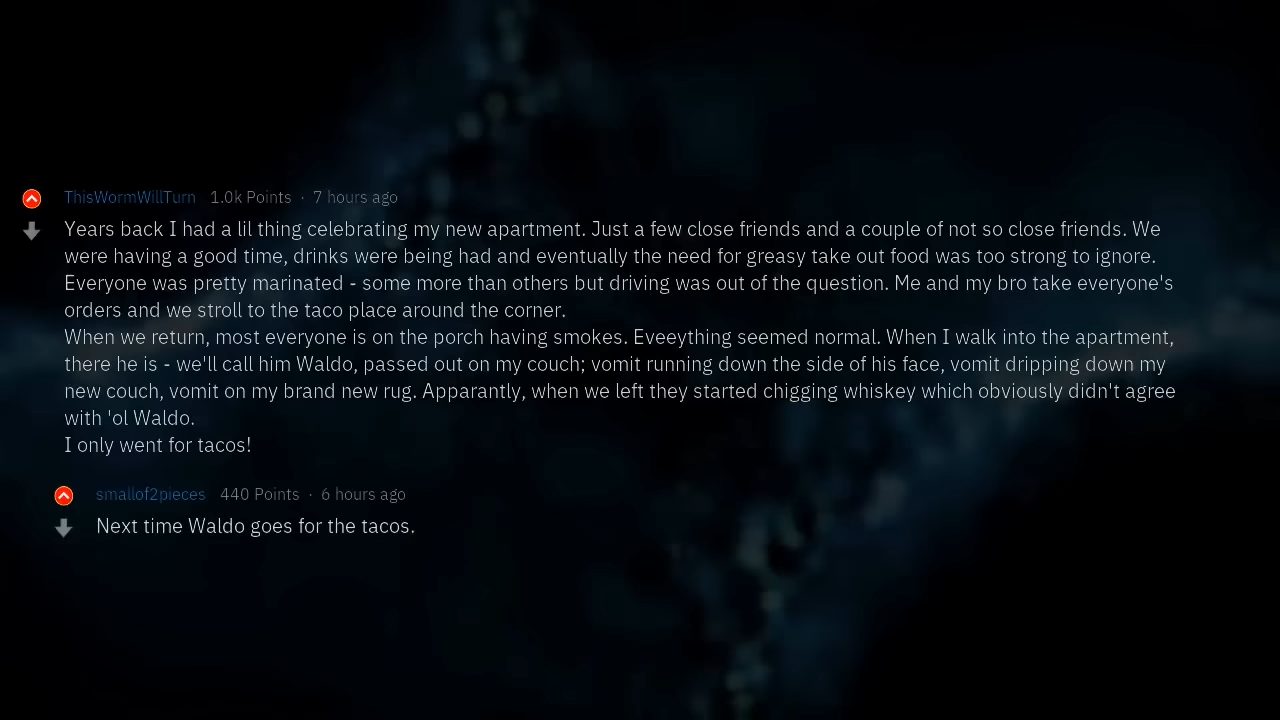 ThisWormWillTurn 1.0k Points · 7 hours ago
Years back I had a lil thing celebrating my new apartment. Just a few close friends and a couple of not so close friends. We
were having a good time, drinks were being had and eventually the need for greasy take out food was too strong to ignore.
Everyone was pretty marinated - some more than others but driving was out of the question. Me and my bro take everyone's
orders and we stroll to the taco place around the corner.
When we return, most everyone is on the porch having smokes. Eveeything seemed normal. When I walk into the apartment,
there he is - we'll call him Waldo, passed out on my couch; vomit running down the side of his face, vomit dripping down my
new couch, vomit on my brand new rug. Apparantly, when we left they started chigging whiskey which obviously didn't agree
with 'ol Waldo.
I only went for tacos!
smallof2pieces 440 Points · 6 hours ago
Next time Waldo goes for the tacos.